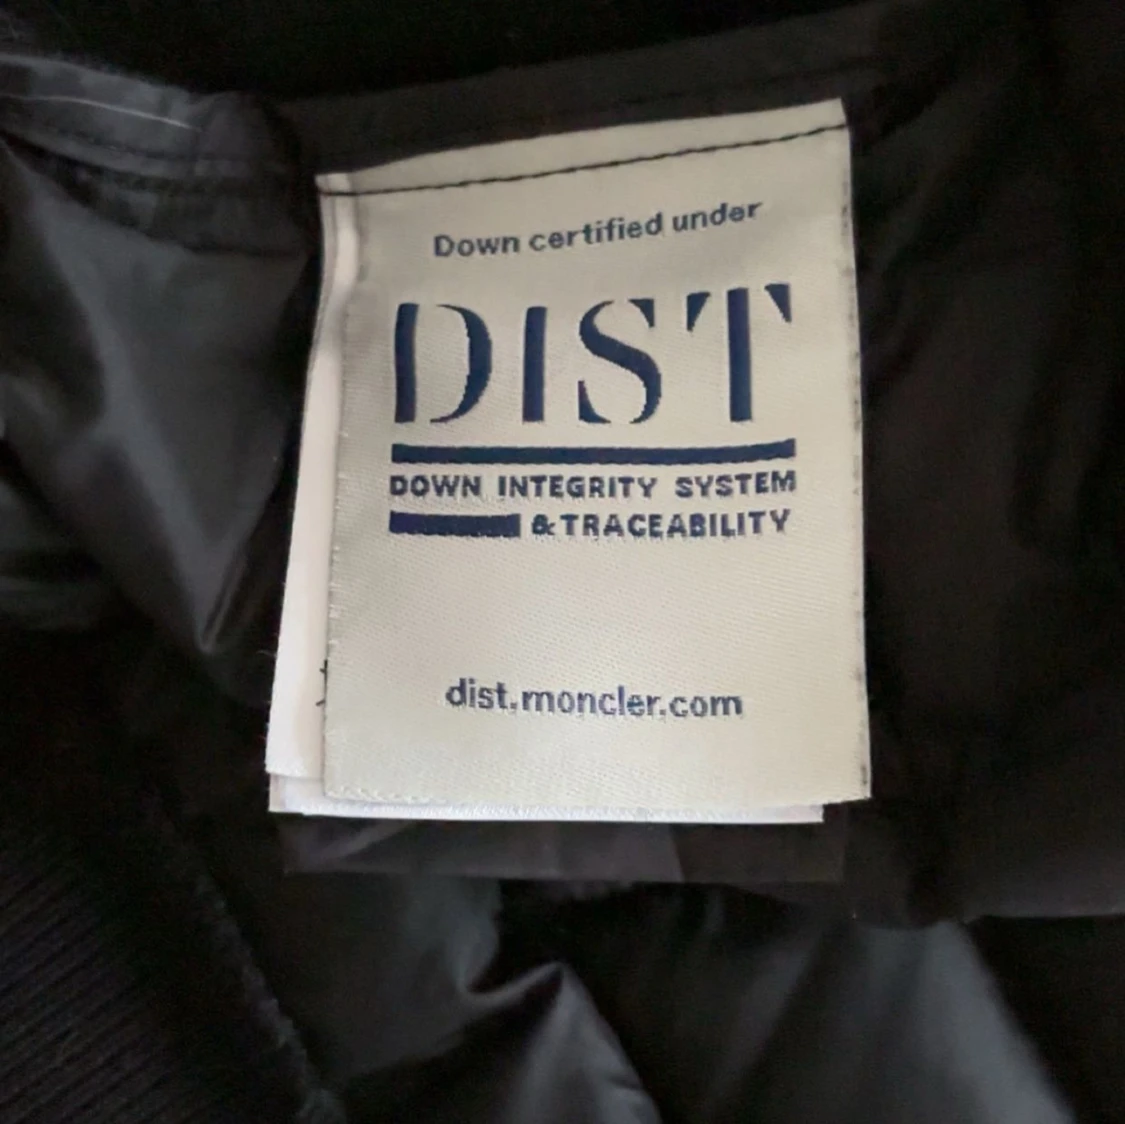 Down certified under
DIST
DOWN INTEGRITY SYSTEM
& TRACEABILITY
dist.moncler.com